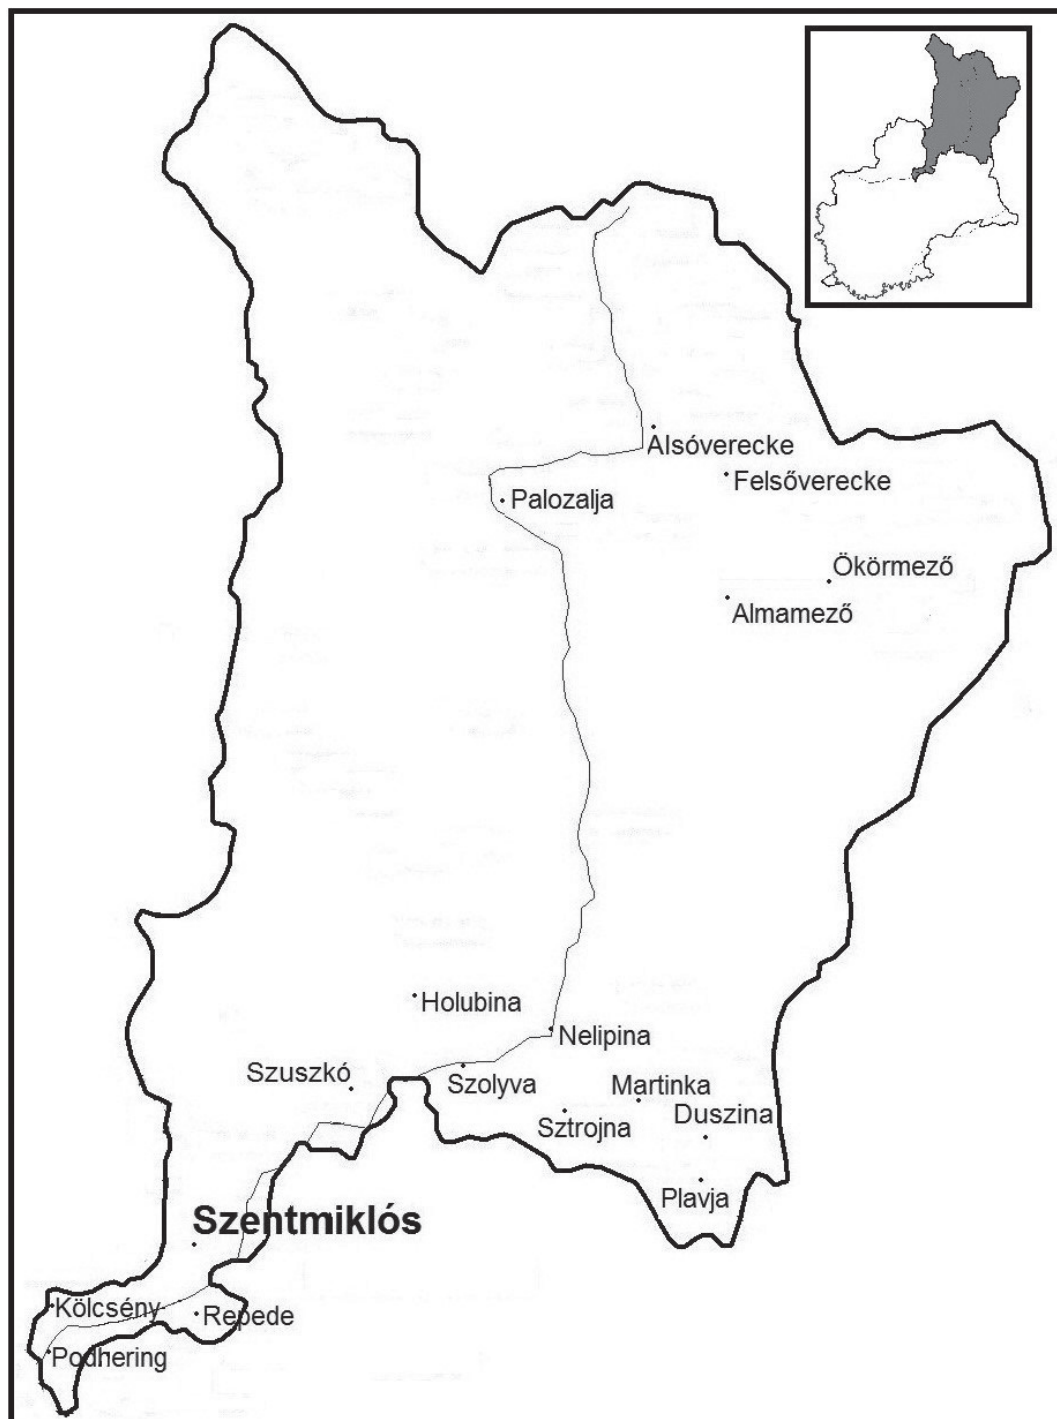 Alsóverecke
Felsőverecke
Palozalja
Ökörmező
Almamező
Holubina
Nelipina
Szuszkó
Szolyva
Martinka
Duszina
Sztrojna
Plavja
Szentmiklós
Kölcsény
Repede
Podhering